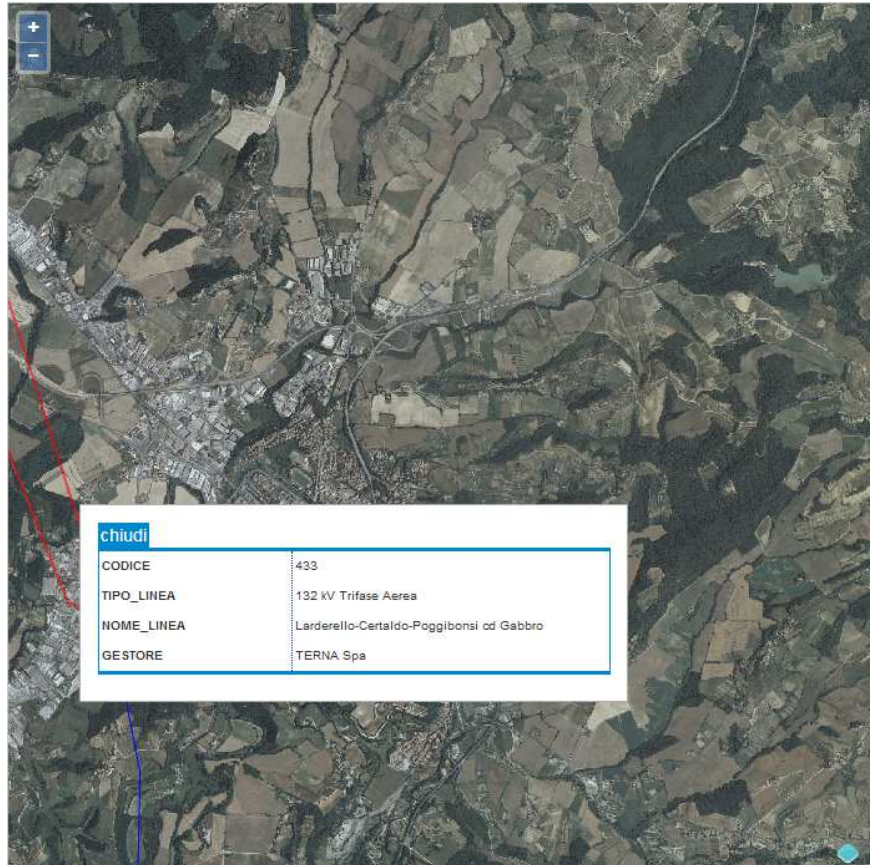 +
−
chiudi
CODICE 433
TIPO_LINEA 132 kV Trifase Aerea
NOME_LINEA Larderello-Certaldo-Poggibonsi cd Gabbro
GESTORE TERNA Spa